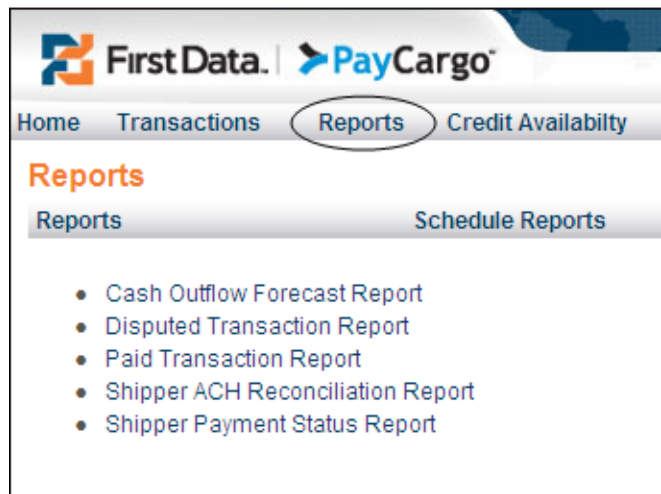 First Data. PayCargo
Home Transactions Reports Credit Availabilty
Reports
Reports Schedule Reports
Cash Outflow Forecast Report
Disputed Transaction Report
Paid Transaction Report
Shipper ACH Reconciliation Report
Shipper Payment Status Report